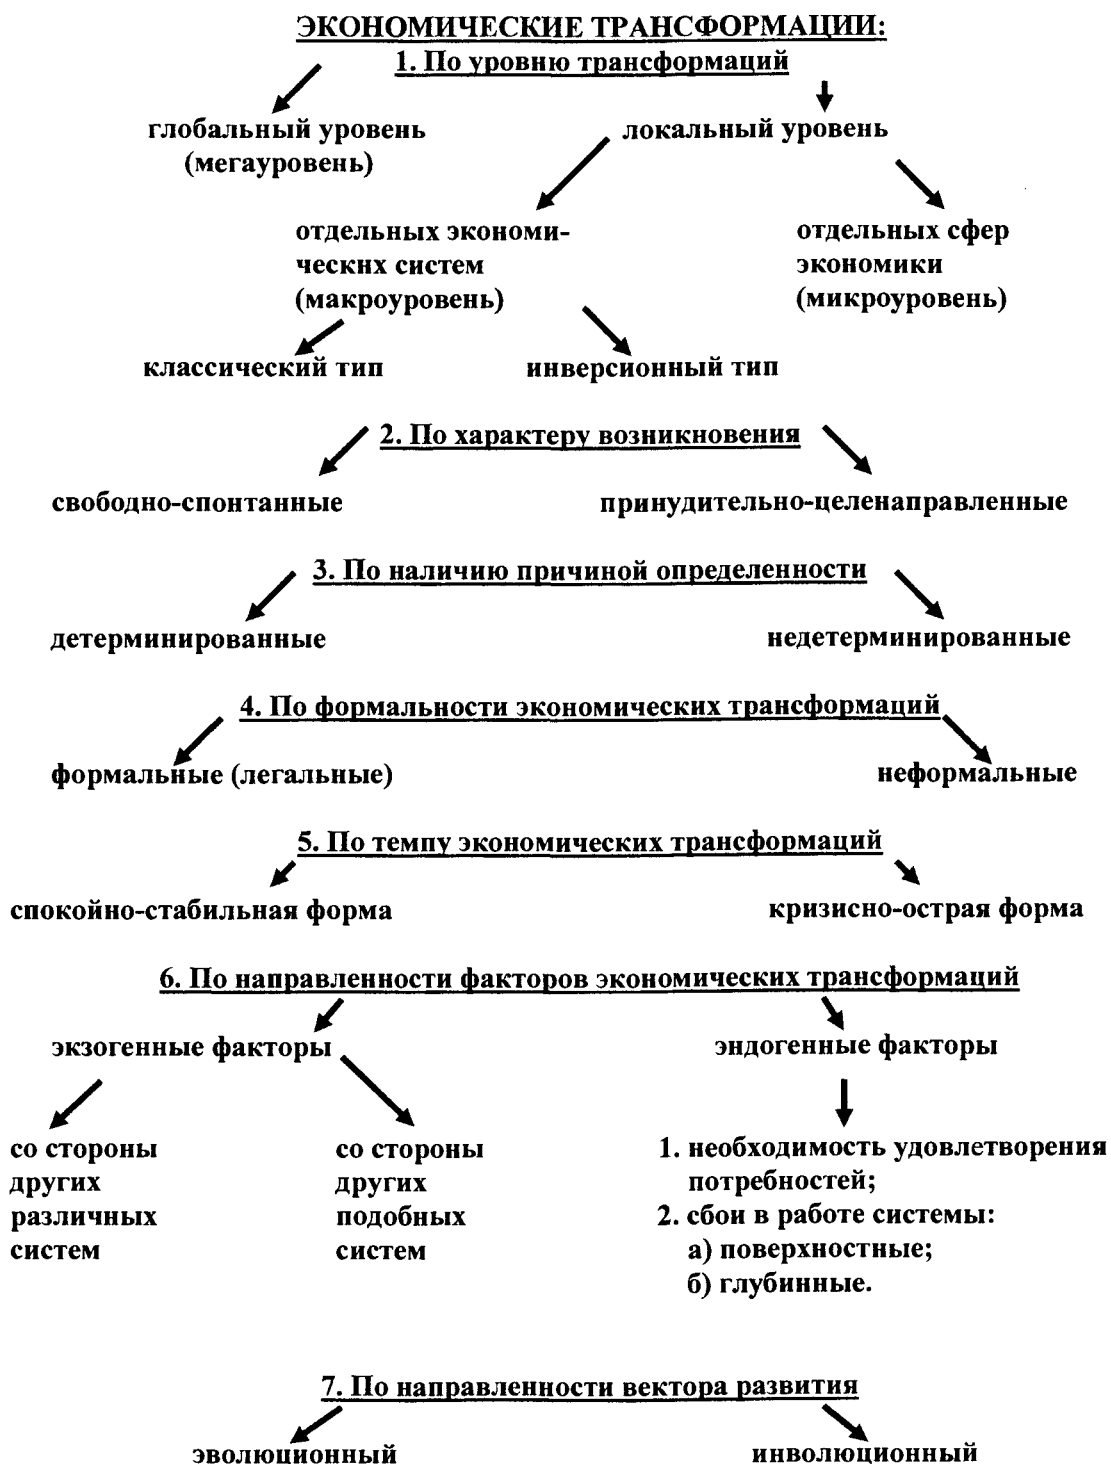 ЭКОНОМИЧЕСКИЕ ТРАНСФОРМАЦИИ:
1. По уровню трансформаций
глобальный уровень
(мегауровень)
локальный уровень
отдельных экономи-
ческнх систем
(макроуровень)
отдельных сфер
экономики
(микроуровень)
классический тип
инверсионный тип
2. По характеру возникновения
свободно-спонтанные
принудительно-целенаправленные
3. По наличию причиной определенности
детерминированные
недетерминированные
4. По формальности экономических трансформаций
формальные (легальные)
неформальные
5. По темпу экономических трансформаций
спокойно-стабильная форма
кризисно-острая форма
6. По направленности факторов экономических трансформаций
экзогенные факторы
эндогенные факторы
со стороны
других
различных
систем
со стороны
других
подобных
систем
1. необходимость удовлетворения
потребностей;
2. сбои в работе системы:
а) поверхностные;
б) глубинные.
7. По направленности вектора развития
эволюционный
инволюционный